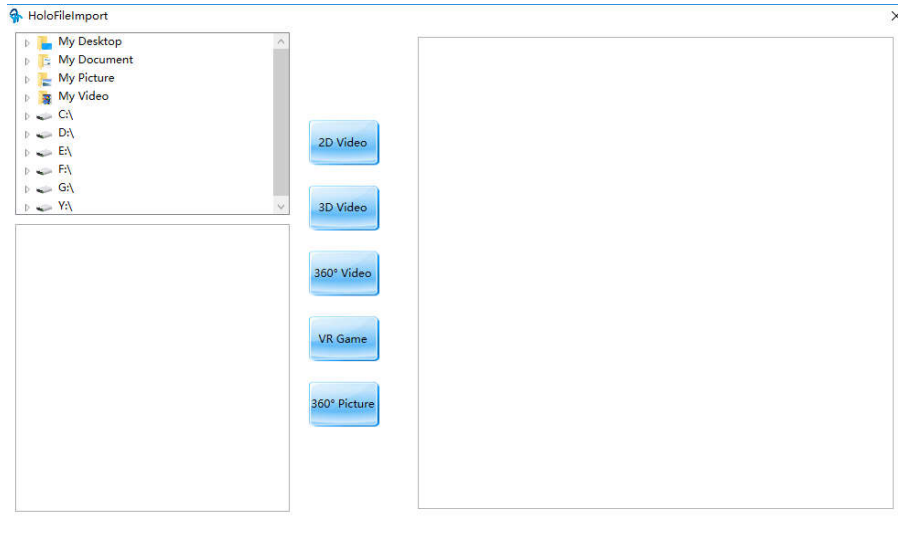 HoloFileImport
My Desktop
My Document
My Picture
My Video
C:\
D:\
E:\
F:\
G:\
Y:\
2D Video
3D Video
360° Video
VR Game
360° Picture